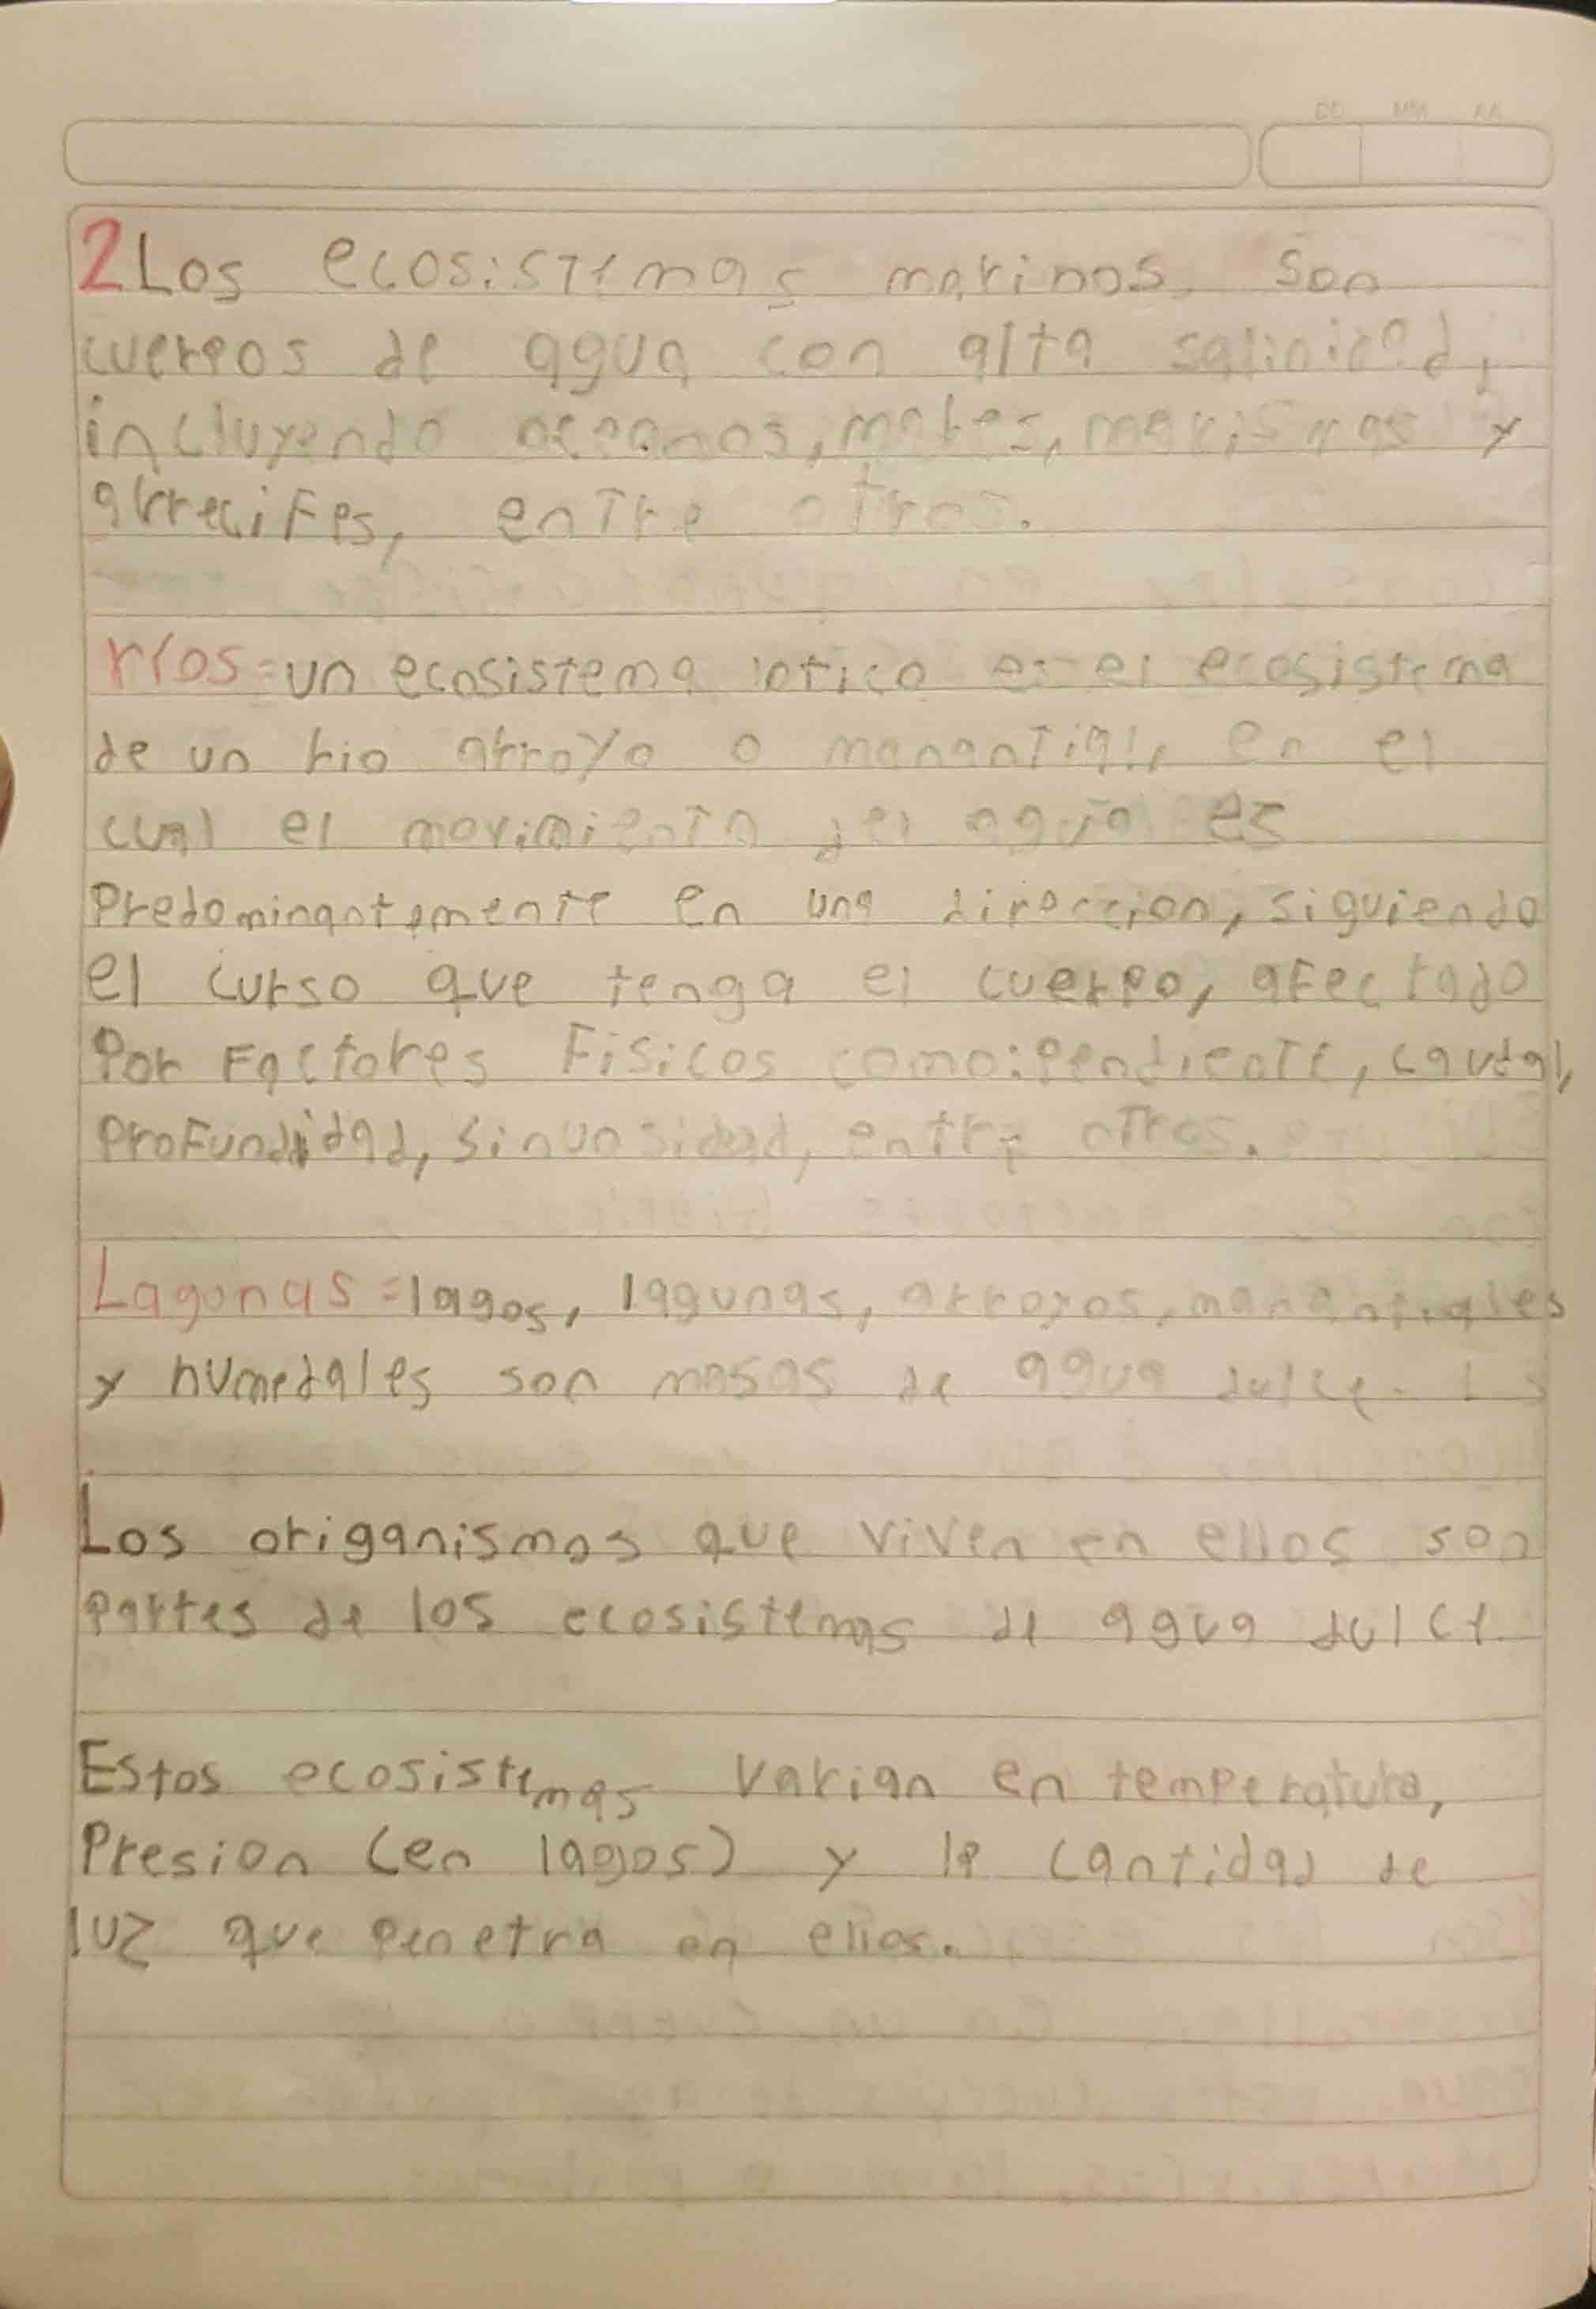 DD MM AA
2 Los ecosistemas marinos son
cuerpos de agua con alta salinidad,
incluyendo oceanos, mares, marismas y
arrecifes, entre otros.
ríos = un ecosistema lotico es el ecosistema
de un rio arroyo o manantial, en el
cual el movimiento del agua es
Predominantemente en una direccion, siguiendo
el curso que tenga el cuerpo, afectado
Por Factores Fisicos como: pendiente, caudal,
profundidad, sinuosidad, entre otros.
Lagunas = lagos, lagunas, arroyos, manantiales
y humedales son masas de agua dulce.
Los origanismos que viven en ellos son
partes de los ecosistemas de agua dulce
Estos ecosistemas varian en temperatura,
Presion (en lagos) y la cantidad de
luz que penetra en ellos.